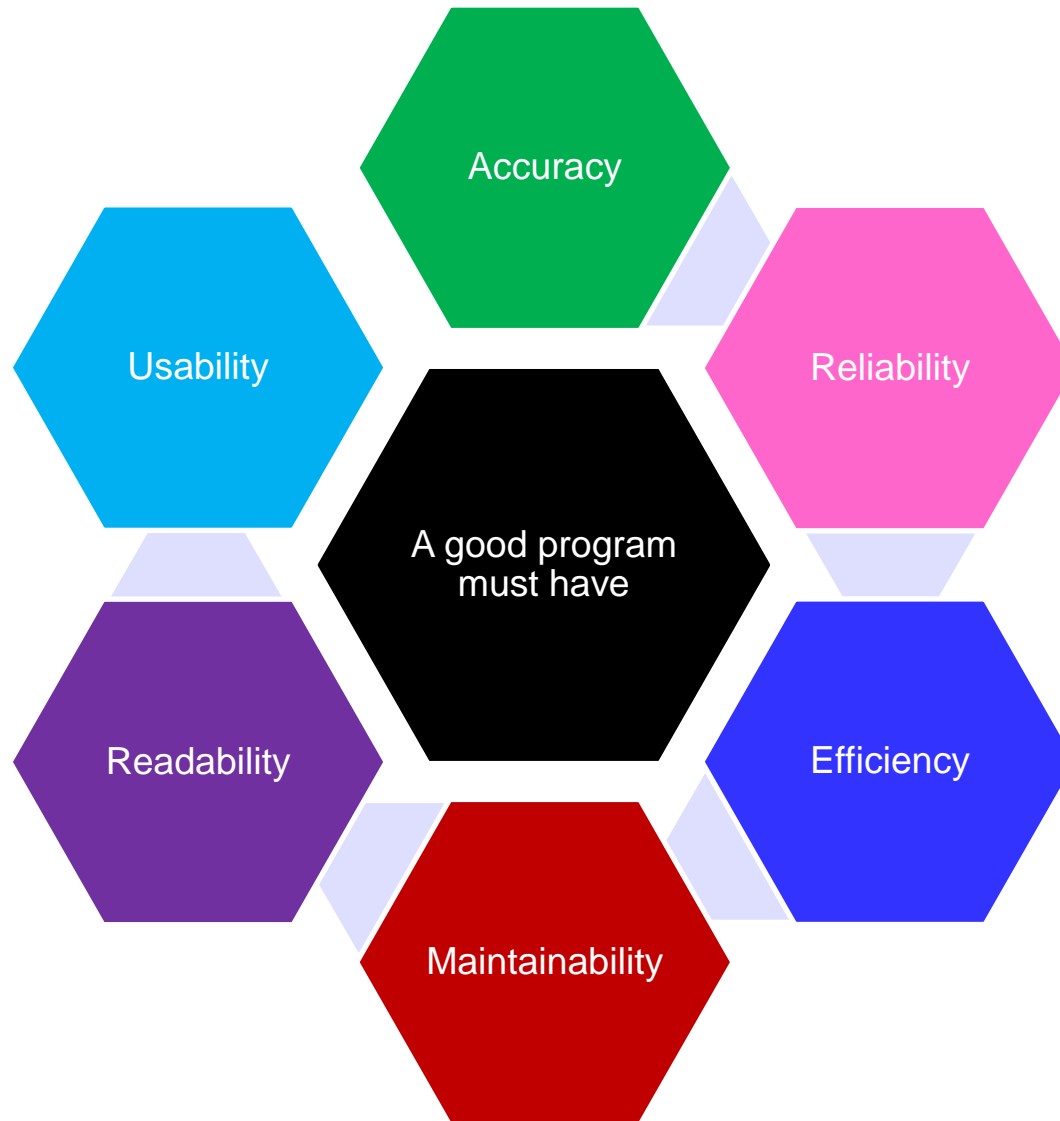 Accuracy
Usability
Reliability
A good program
must have
Readability
Efficiency
Maintainability